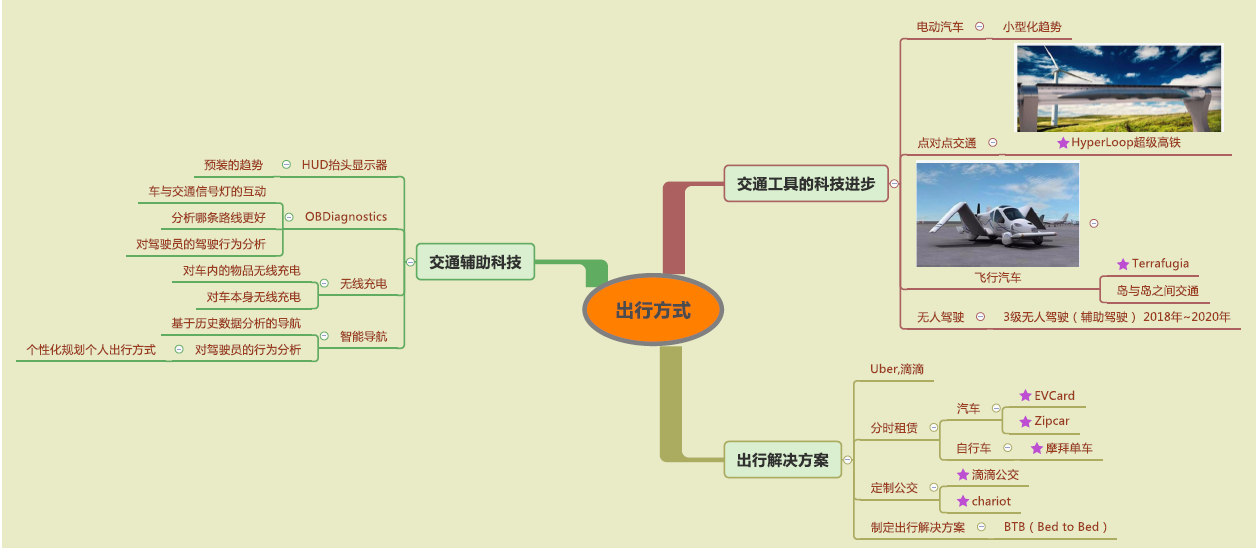 出行方式
交通工具的科技进步
电动汽车
小型化趋势
点对点交通
HyperLoop超级高铁
飞行汽车
Terrafugia
岛与岛之间交通
无人驾驶
3级无人驾驶（辅助驾驶） 2018年~2020年
出行解决方案
Uber,滴滴
分时租赁
汽车
EVCard
Zipcar
自行车
摩拜单车
定制公交
滴滴公交
chariot
制定出行解决方案
BTB（Bed to Bed）
交通辅助科技
HUD抬头显示器
预装的趋势
OBDiagnostics
车与交通信号灯的互动
分析哪条路线更好
对驾驶员的驾驶行为分析
无线充电
对车内的物品无线充电
对车本身无线充电
智能导航
基于历史数据分析的导航
对驾驶员的行为分析
个性化规划个人出行方式